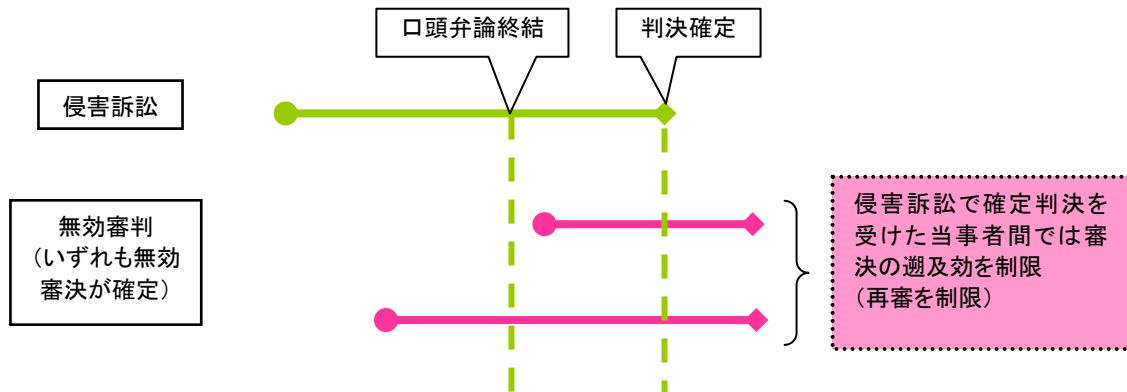 口頭弁論終結
判決確定
侵害訴訟
無効審判
(いずれも無効
審決が確定)
侵害訴訟で確定判決を
受けた当事者間では審
決の遡及効を制限
(再審を制限)